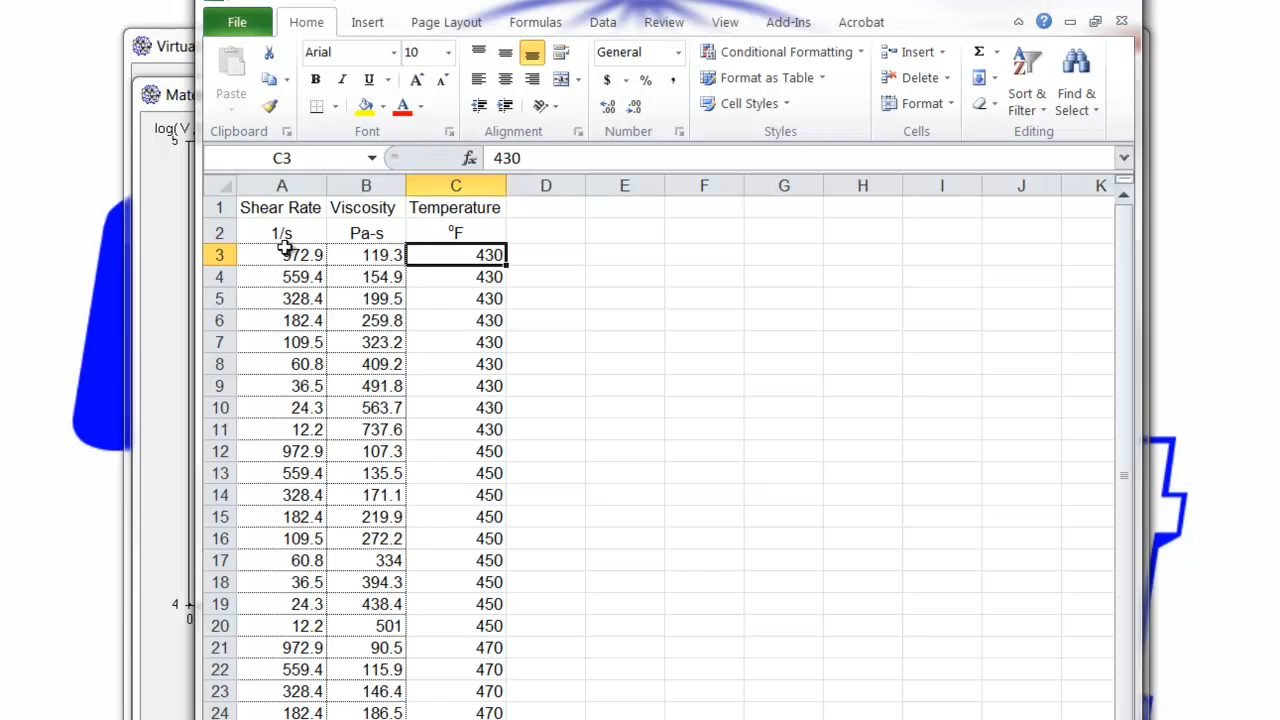 File Home Insert Page Layout Formulas Data Review View Add-Ins Acrobat
Virtua
Mate
log(V
5
4
0
Paste
Clipboard
Arial 10
B I U A A
A
Font
Alignment
General
$ % ,
.0 .00
.00 .0
Number
Conditional Formatting
Format as Table
Cell Styles
Styles
Insert
Delete
Format
Cells
Σ
Sort & Filter
Find & Select
Editing
C3 fx 430
A B C D E F G H I J K
1 Shear Rate Viscosity Temperature
2 1/s Pa-s ºF
3 972.9 119.3 430
4 559.4 154.9 430
5 328.4 199.5 430
6 182.4 259.8 430
7 109.5 323.2 430
8 60.8 409.2 430
9 36.5 491.8 430
10 24.3 563.7 430
11 12.2 737.6 430
12 972.9 107.3 450
13 559.4 135.5 450
14 328.4 171.1 450
15 182.4 219.9 450
16 109.5 272.2 450
17 60.8 334 450
18 36.5 394.3 450
19 24.3 438.4 450
20 12.2 501 450
21 972.9 90.5 470
22 559.4 115.9 470
23 328.4 146.4 470
24 182.4 186.5 470